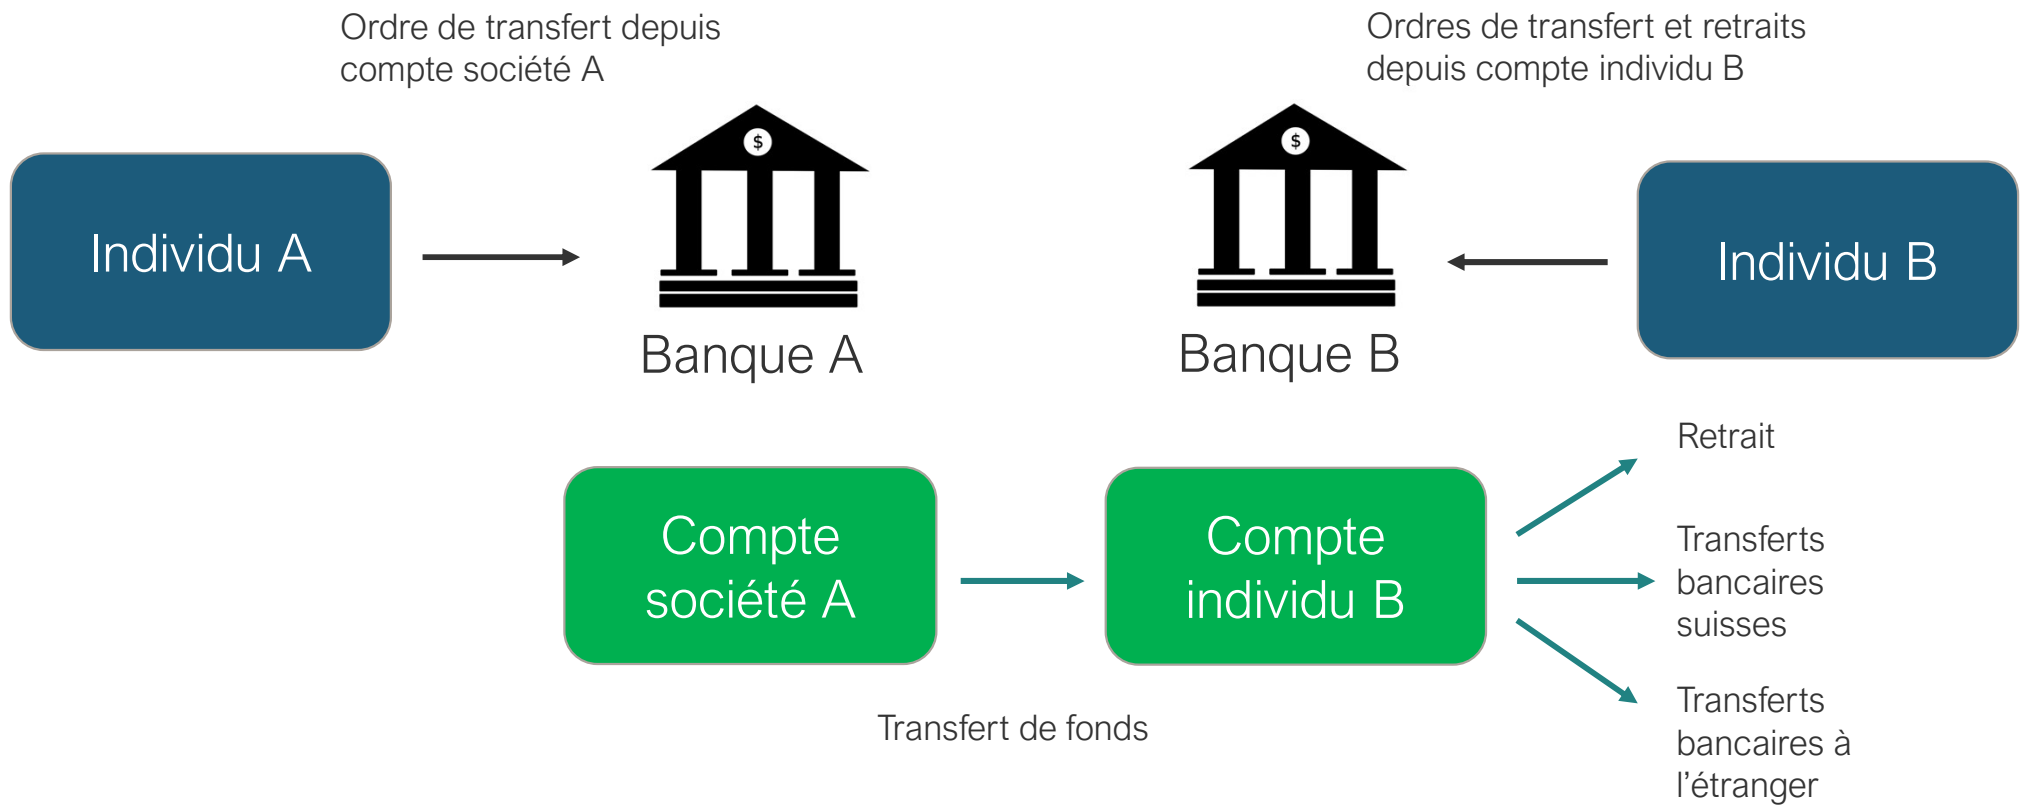 Ordre de transfert depuis
compte société A
Ordres de transfert et retraits
depuis compte individu B
$
$
Individu A
Individu B
Banque A
Banque B
Retrait
Compte
société A
Compte
individu B
Transferts
bancaires
suisses
Transfert de fonds
Transferts
bancaires à
l'étranger